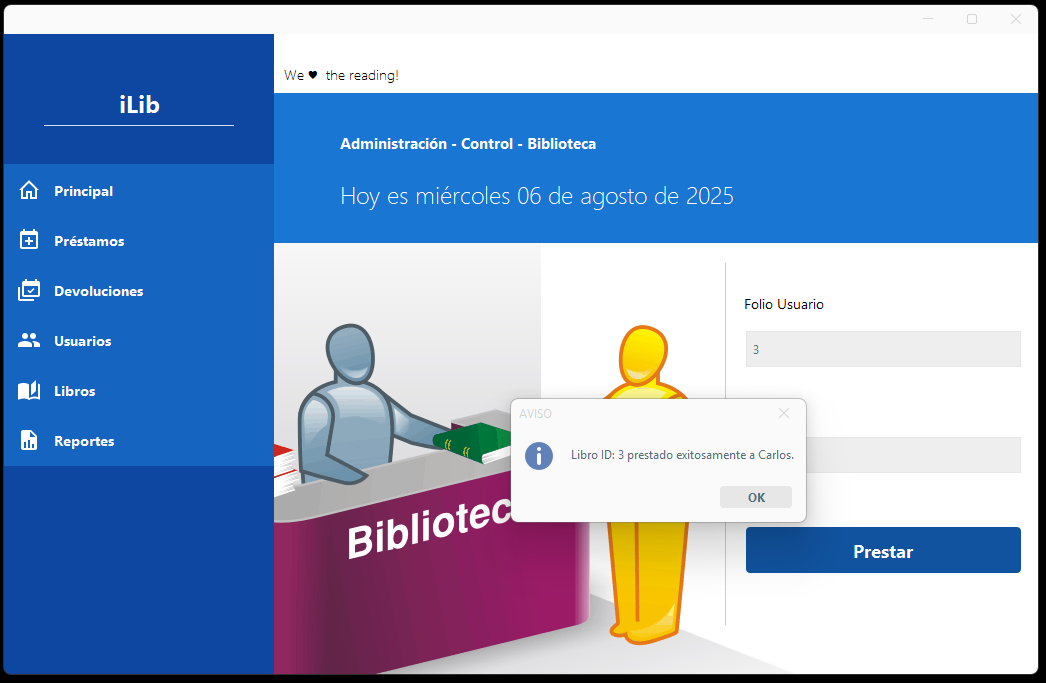 iLib
Principal
Préstamos
Devoluciones
Usuarios
Libros
Reportes
We ♥ the reading!
Administración - Control - Biblioteca
Hoy es miércoles 06 de agosto de 2025
Bibliotec
Folio Usuario
3
AVISO
Libro ID: 3 prestado exitosamente a Carlos.
OK
Prestar